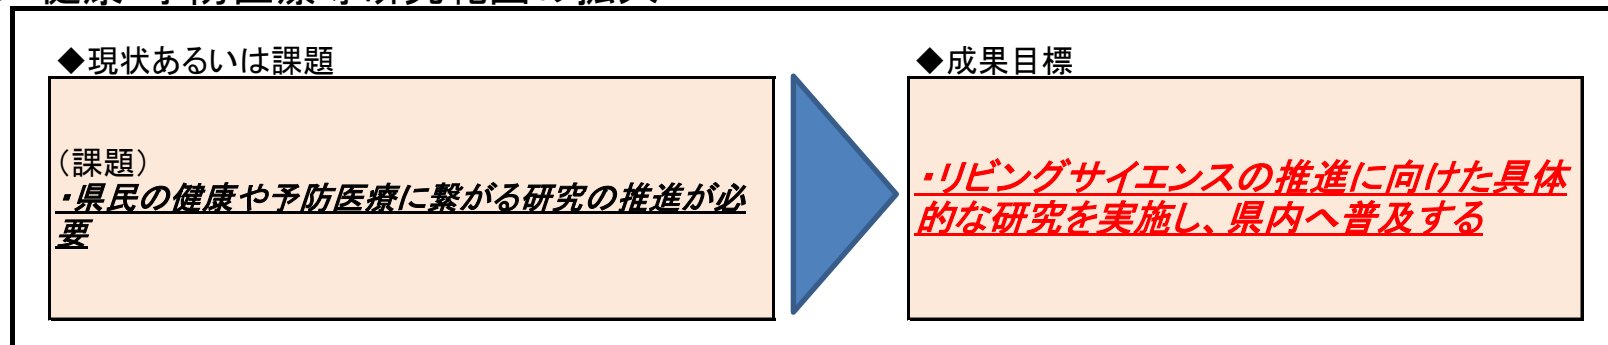 ◆現状あるいは課題
(課題)
・県民の健康や予防医療に繋がる研究の推進が必
要
◆成果目標
・リビングサイエンスの推進に向けた具体
的な研究を実施し、県内へ普及する